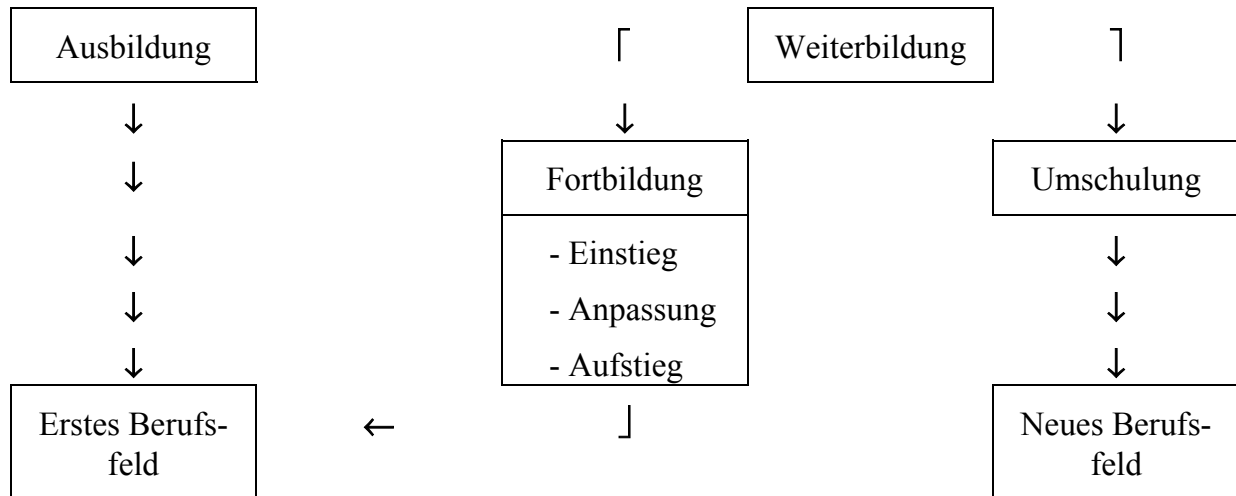 Ausbildung
Weiterbildung
Fortbildung
Umschulung
- Einstieg
- Anpassung
- Aufstieg
Erstes Berufs-
feld
Neues Berufs-
feld